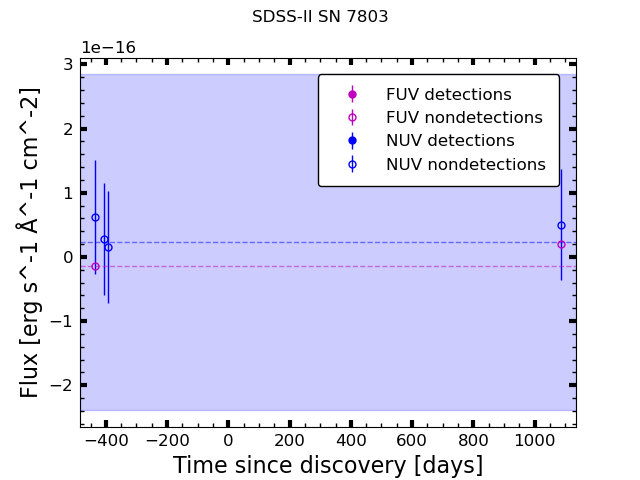 SDSS-II SN 7803
1e−16
3
2
1
0
−1
−2
Flux [erg s^-1 Å^-1 cm^-2]
FUV detections
FUV nondetections
NUV detections
NUV nondetections
−400 −200 0 200 400 600 800 1000
Time since discovery [days]